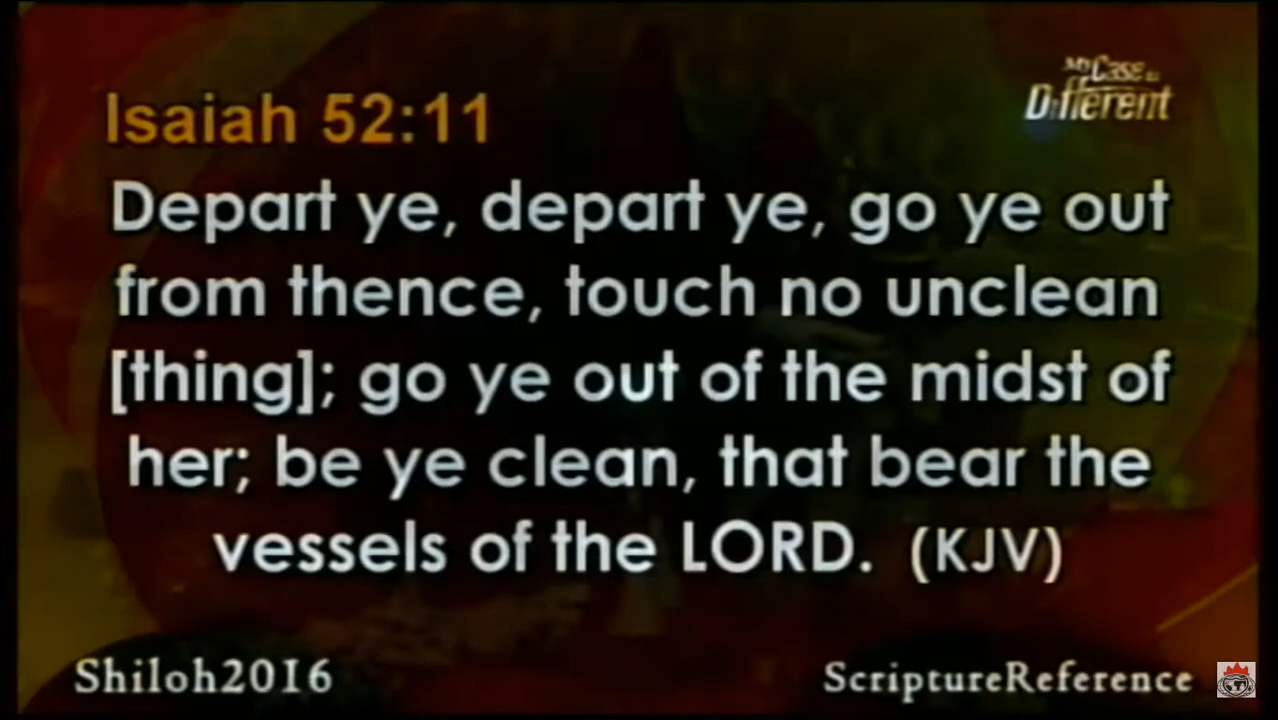 My Case is
Different
Isaiah 52:11
Depart ye, depart ye, go ye out
from thence, touch no unclean
[thing]; go ye out of the midst of
her; be ye clean, that bear the
vessels of the LORD. (KJV)
Shiloh2016
ScriptureReference